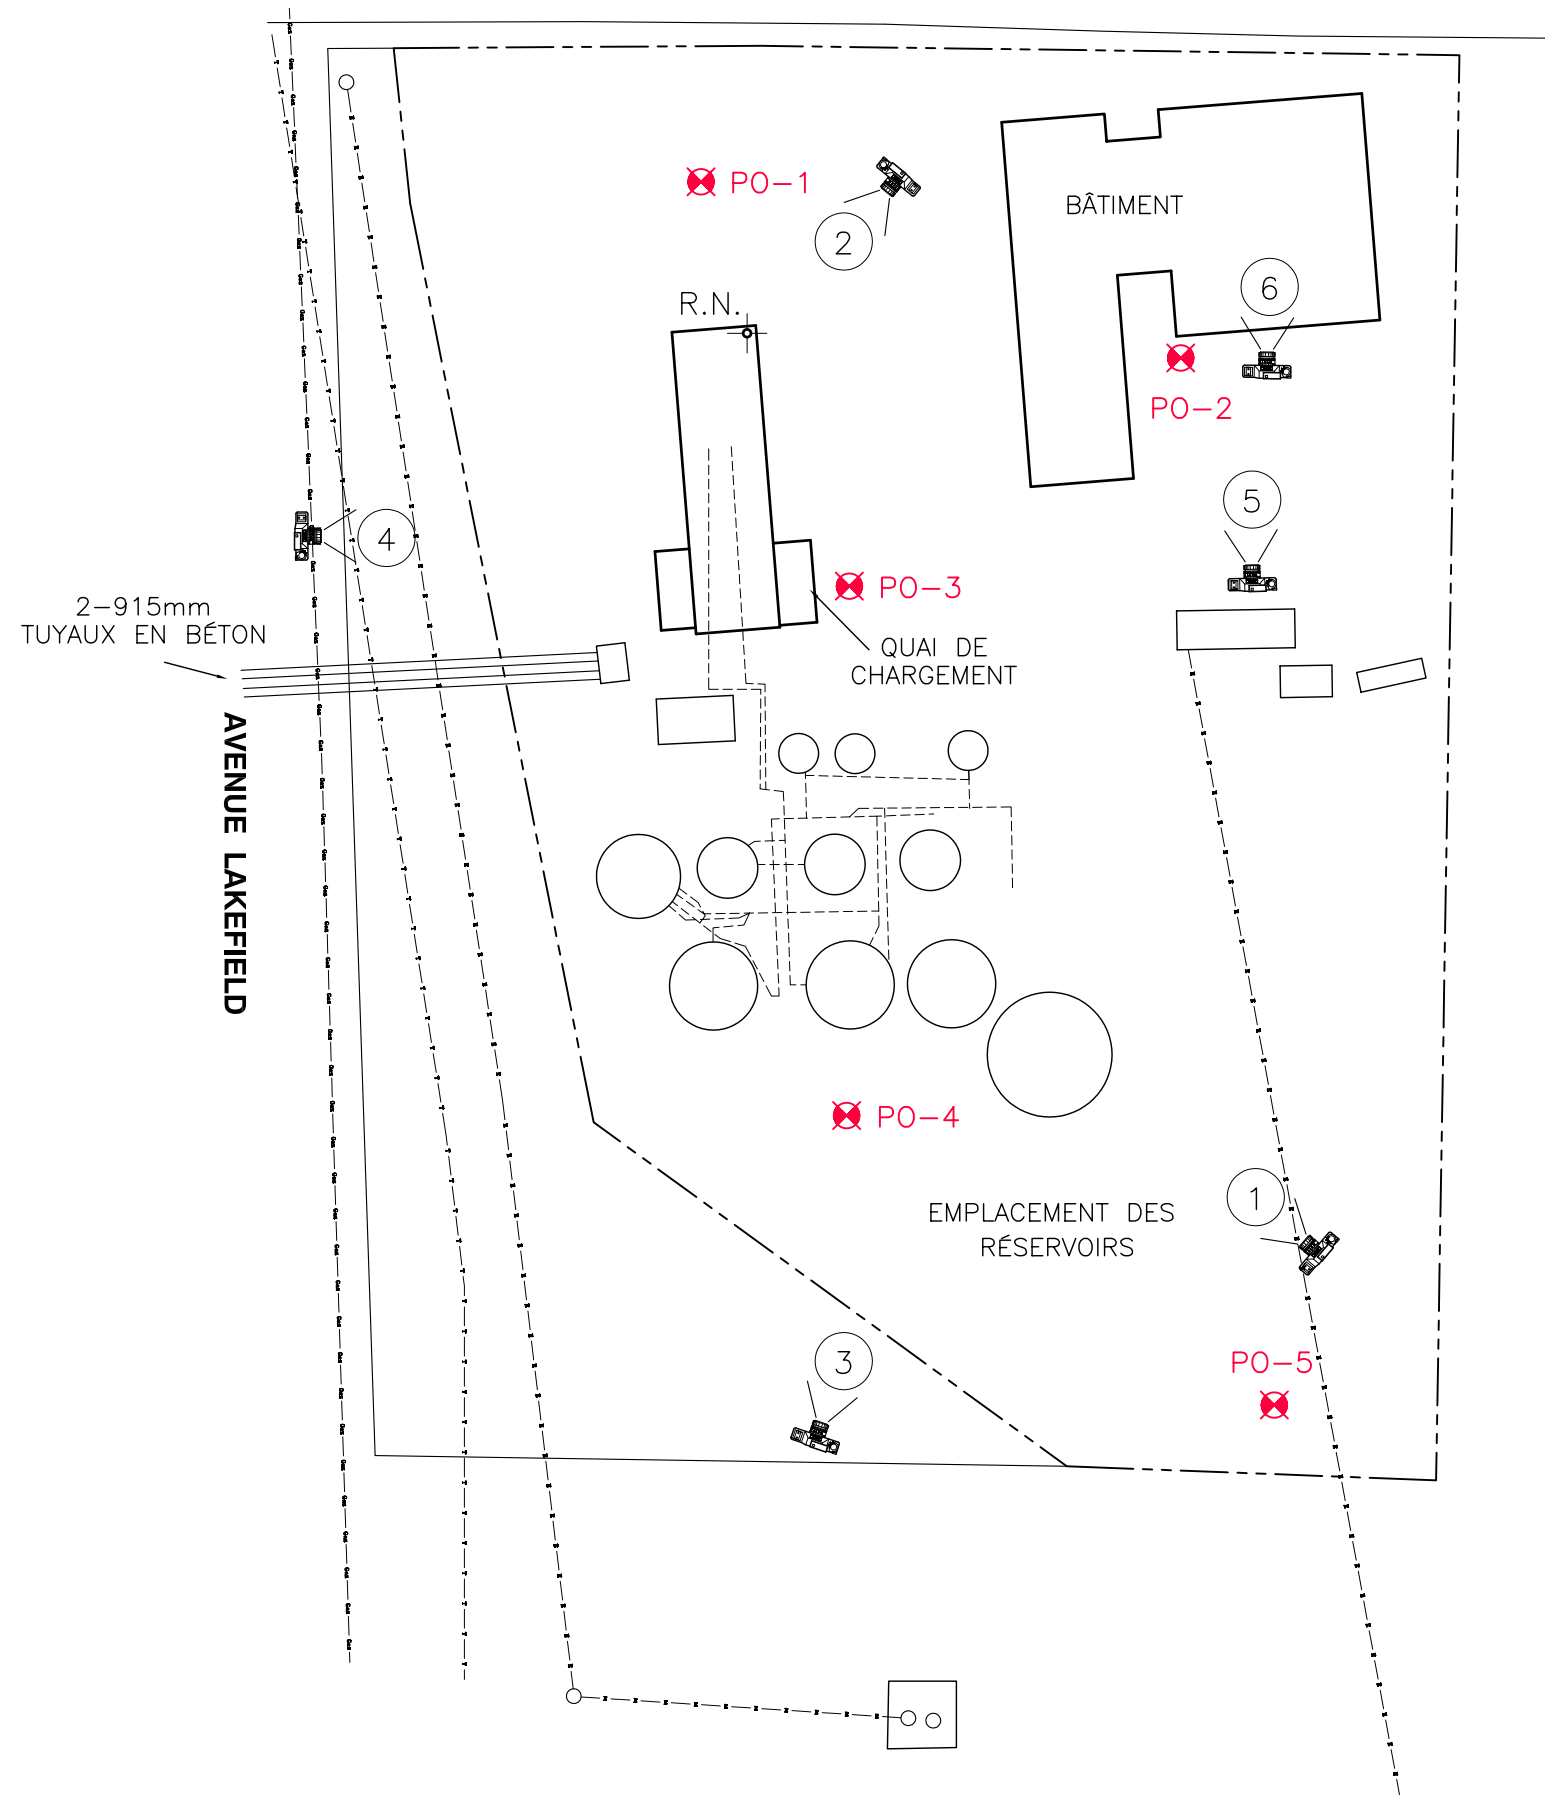 PO-1
2
BÂTIMENT
6
R.N.
PO-2
5
4
PO-3
2-915mm
TUYAUX EN BÉTON
QUAI DE
CHARGEMENT
AVENUE LAKEFIELD
PO-4
1
EMPLACEMENT DES
RÉSERVOIRS
3
PO-5